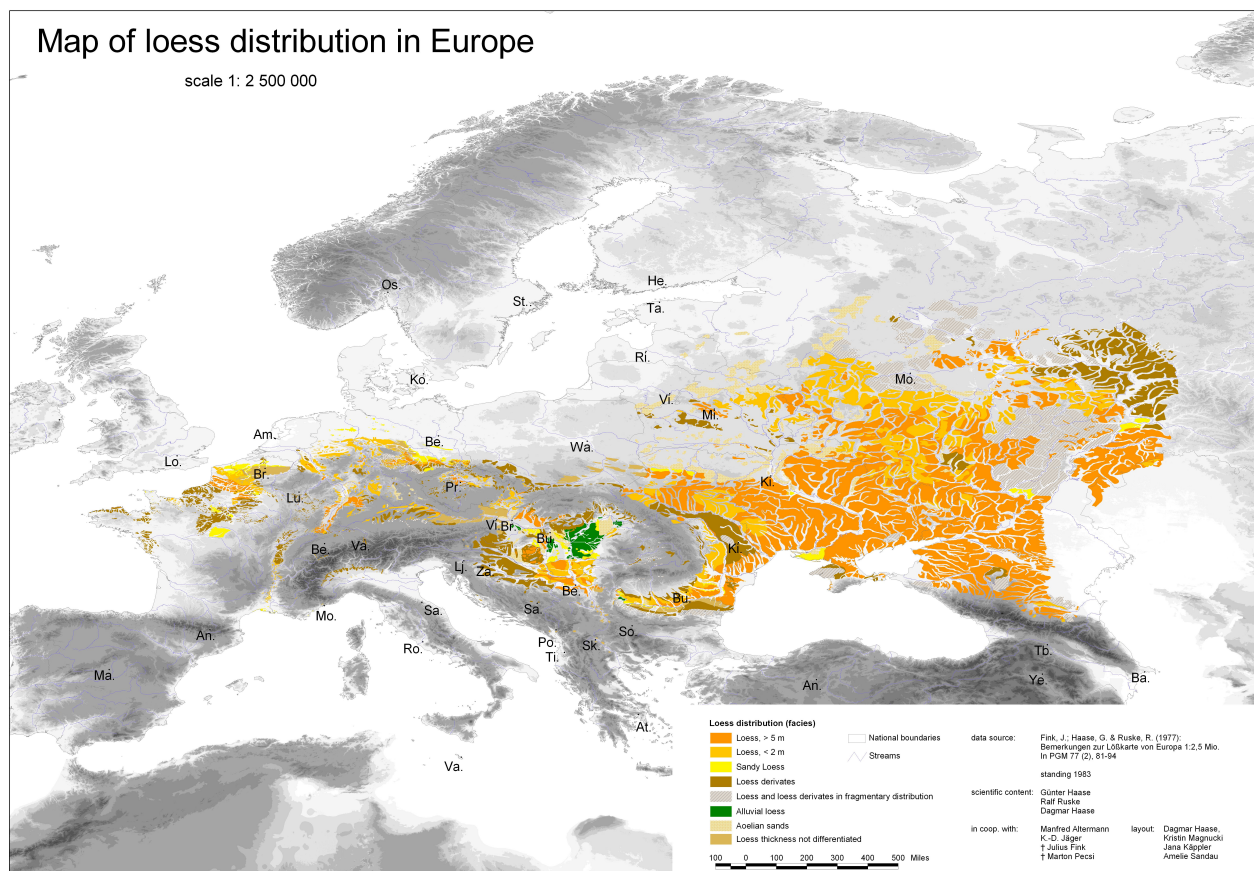 Map of loess distribution in Europe
scale 1: 2 500 000
Os.
St.
He.
Ta.
Rí.
Ko.
Ví.
Mi.
Mo.
Am.
Be.
Wa.
Lo.
Br.
Lu.
Pr.
Ki.
Ví.
Br.
Bu.
Ki.
Be.
Va.
Lj.
Za.
Be.
Bu.
Mo.
Sa.
Sa.
An.
Ro.
Po.
Ti.
Sk.
So.
Ma.
An.
Tb.
Ye.
Ba.
At.
Va.
Loess distribution (facies)
Loess, > 5 m
Loess, < 2 m
Sandy Loess
Loess derivates
Loess and loess derivates in fragmentary distribution
Alluvial loess
Aoelian sands
Loess thickness not differentiated
National boundaries
Streams
100 0 100 200 300 400 500 Miles
data source: Fink, J.; Haase, G. & Ruske, R. (1977):
Bemerkungen zur Lößkarte von Europa 1:2,5 Mio.
In PGM 77 (2), 81-94
standing 1983
scientific content: Günter Haase
Ralf Ruske
Dagmar Haase
in coop. with: Manfred Altermann
K.-D. Jäger
† Julius Fink
† Marton Pecsi
layout: Dagmar Haase,
Kristin Magnucki
Jana Käppler
Amelie Sandau